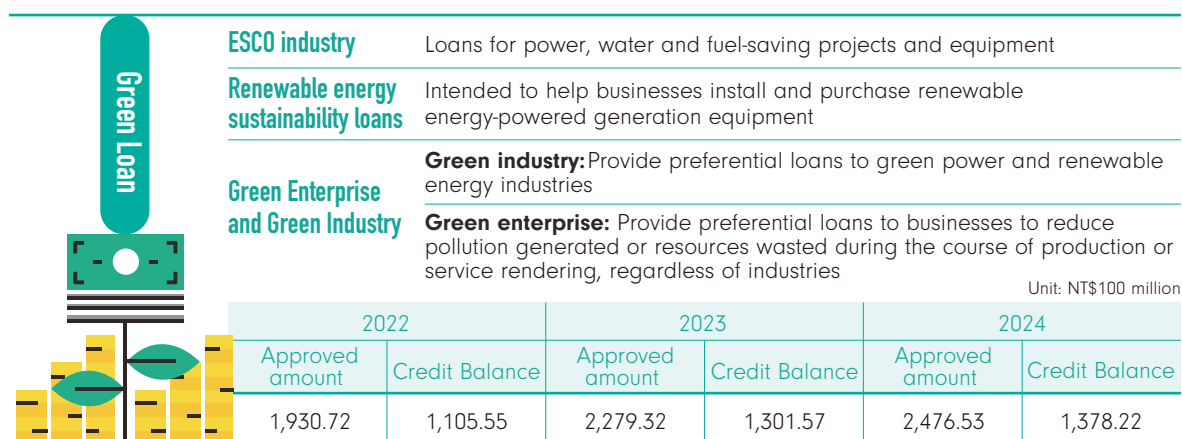 Green Loan
ESCO industry
Loans for power, water and fuel-saving projects and equipment
Renewable energy
sustainability loans
Intended to help businesses install and purchase renewable
energy-powered generation equipment
Green Enterprise
and Green Industry
Green industry: Provide preferential loans to green power and renewable
energy industries
Green enterprise: Provide preferential loans to businesses to reduce
pollution generated or resources wasted during the course of production or
service rendering, regardless of industries
Unit: NT$100 million
2022 2023 2024
Approved
amount
Credit Balance
Approved
amount
Credit Balance
Approved
amount
Credit Balance
1,930.72 1,105.55 2,279.32 1,301.57 2,476.53 1,378.22